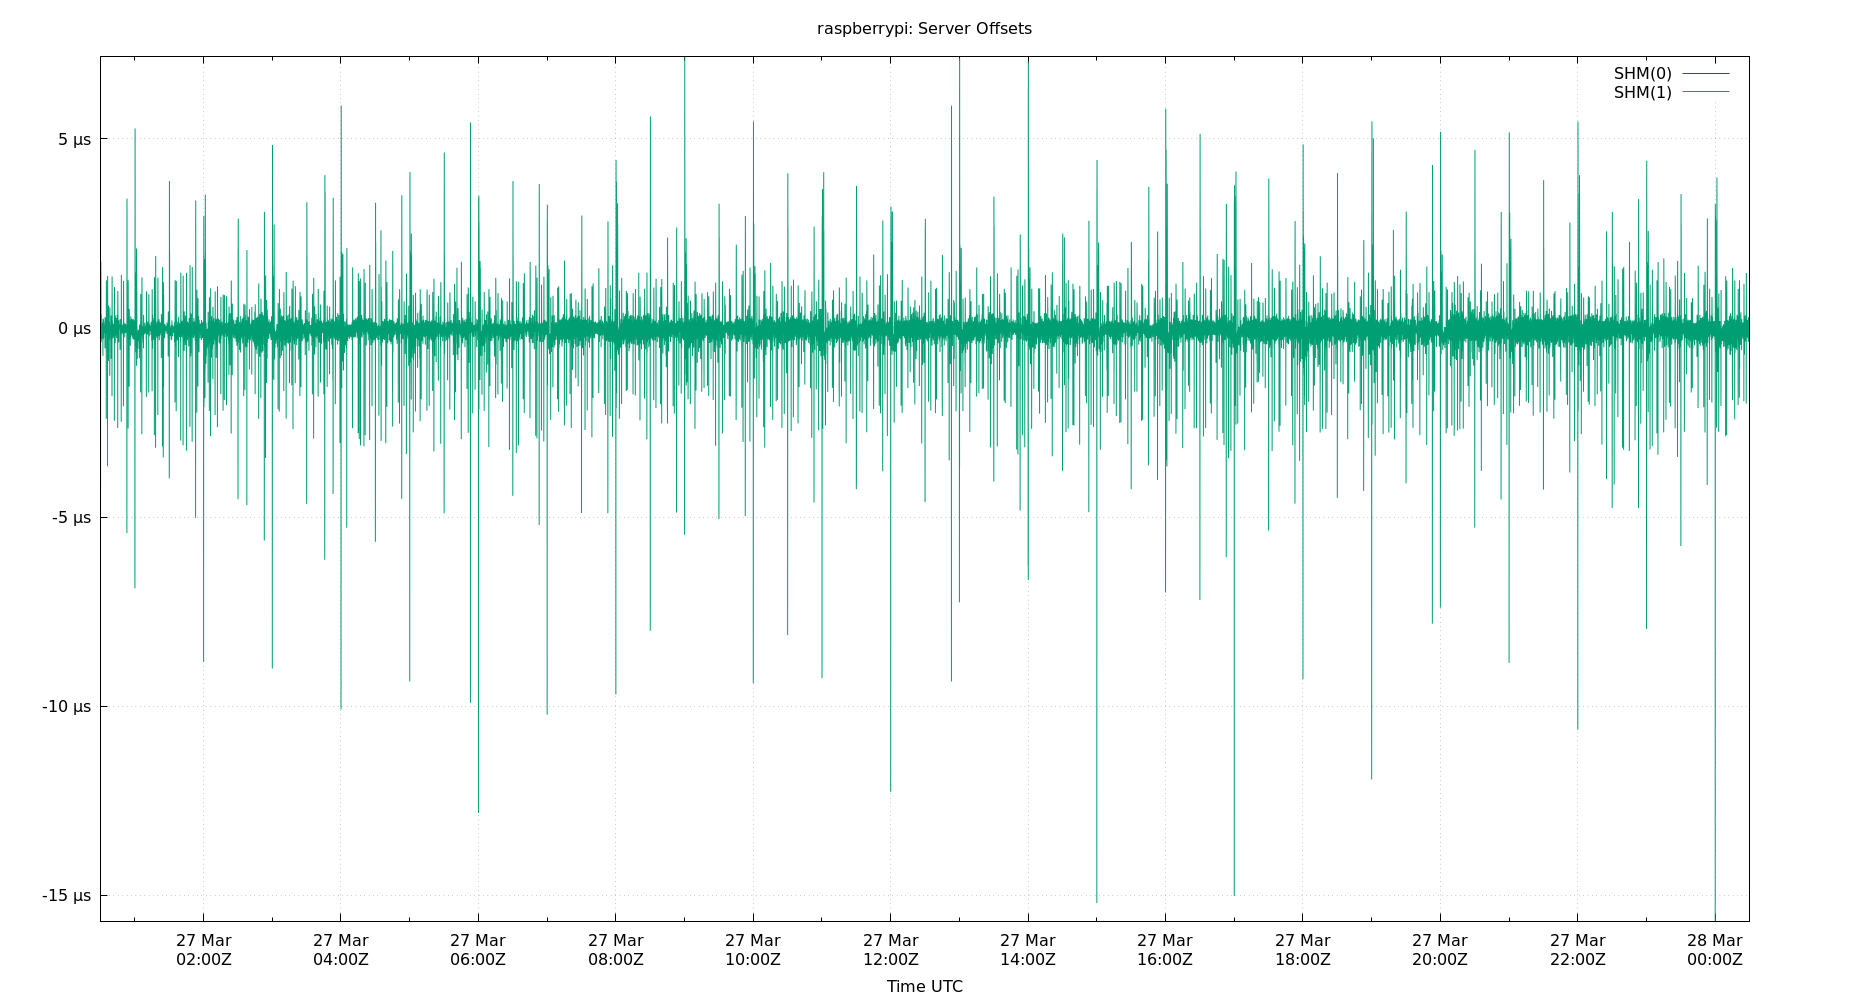 raspberrypi: Server Offsets
SHM(0)
SHM(1)
5 µs
0 µs
-5 µs
-10 µs
-15 µs
27 Mar 27 Mar 27 Mar 27 Mar 27 Mar 27 Mar 27 Mar 27 Mar 27 Mar 27 Mar 27 Mar 28 Mar
02:00Z 04:00Z 06:00Z 08:00Z 10:00Z 12:00Z 14:00Z 16:00Z 18:00Z 20:00Z 22:00Z 00:00Z
Time UTC